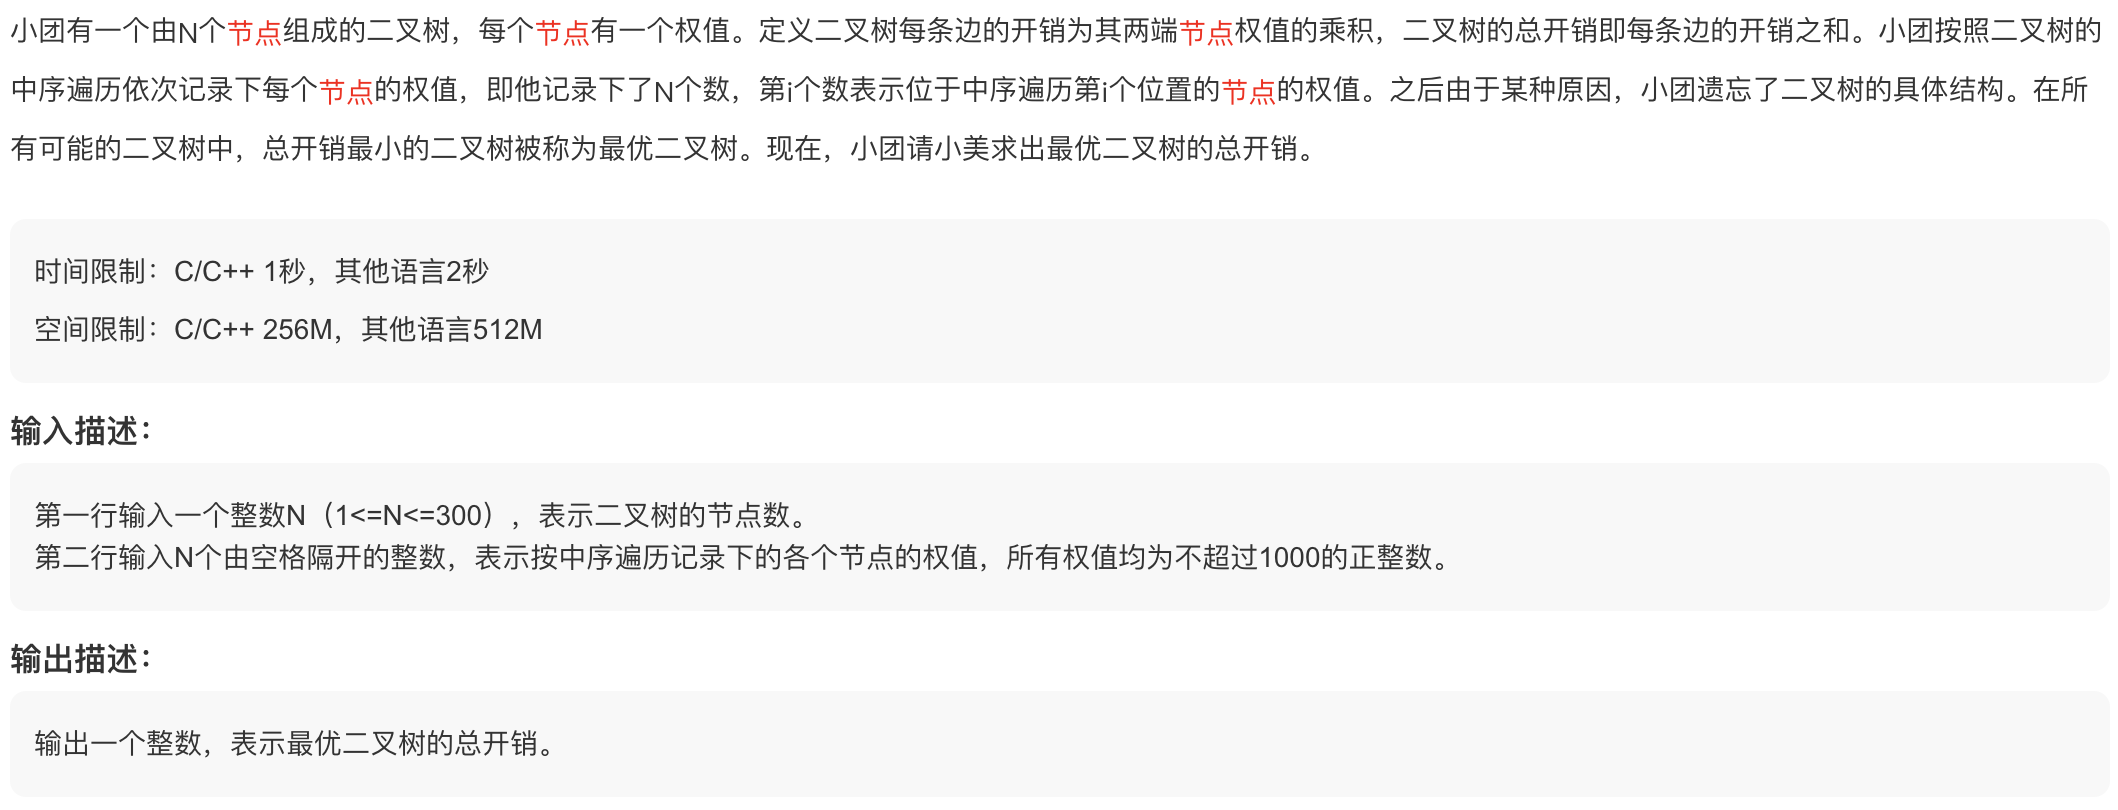 小团有一个由N个节点组成的二叉树，每个节点有一个权值。定义二叉树每条边的开销为其两端节点权值的乘积，二叉树的总开销即每条边的开销之和。小团按照二叉树的
中序遍历依次记录下每个节点的权值，即他记录下了N个数，第i个数表示位于中序遍历第i个位置的节点的权值。之后由于某种原因，小团遗忘了二叉树的具体结构。在所
有可能的二叉树中，总开销最小的二叉树被称为最优二叉树。现在，小团请小美求出最优二叉树的总开销。
时间限制：C/C++ 1秒，其他语言2秒
空间限制：C/C++ 256M，其他语言512M
输入描述：
第一行输入一个整数N（1<=N<=300），表示二叉树的节点数。
第二行输入N个由空格隔开的整数，表示按中序遍历记录下的各个节点的权值，所有权值均为不超过1000的正整数。
输出描述：
输出一个整数，表示最优二叉树的总开销。